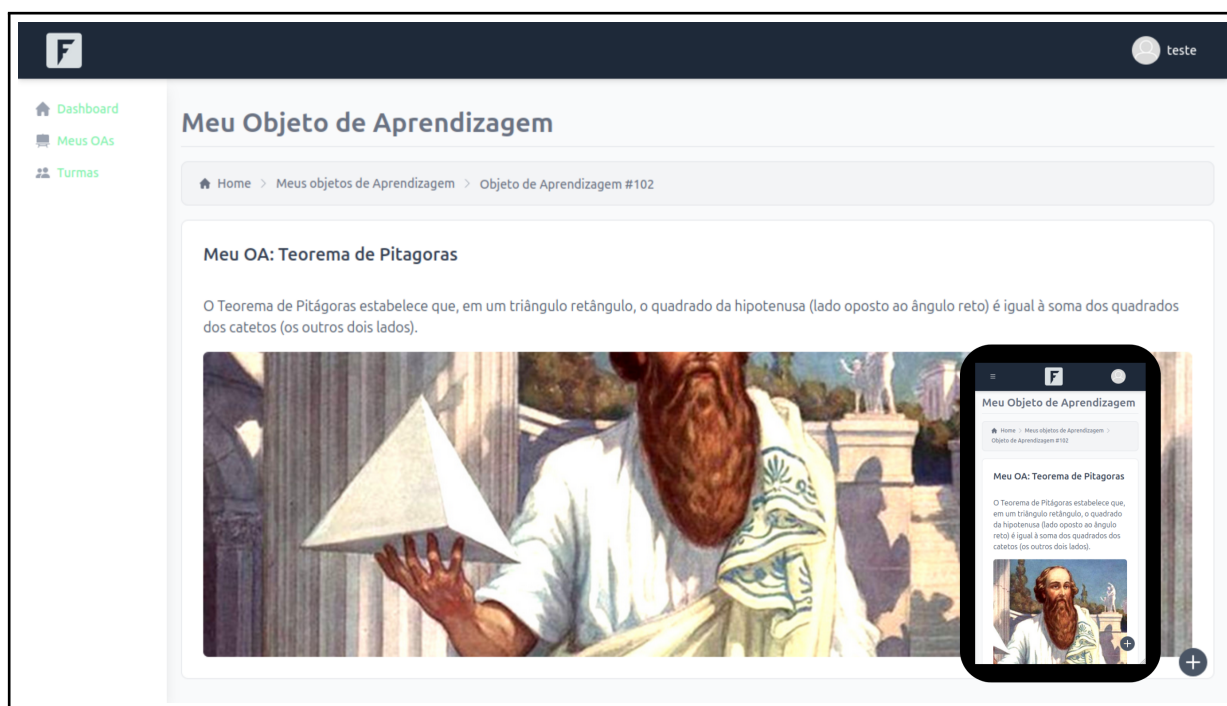 F
teste
Dashboard
Meus OAs
Turmas
Meu Objeto de Aprendizagem
Home > Meus objetos de Aprendizagem > Objeto de Aprendizagem #102
Meu OA: Teorema de Pitagoras
O Teorema de Pitágoras estabelece que, em um triângulo retângulo, o quadrado da hipotenusa (lado oposto ao ângulo reto) é igual à soma dos quadrados
dos catetos (os outros dois lados).
F
Meu Objeto de Aprendizagem
Home > Meus objetos de Aprendizagem >
Objeto de Aprendizagem #102
Meu OA: Teorema de Pitagoras
O Teorema de Pitágoras estabelece que,
em um triângulo retângulo, o quadrado
da hipotenusa (lado oposto ao ângulo
reto) é igual à soma dos quadrados dos
catetos (os outros dois lados).